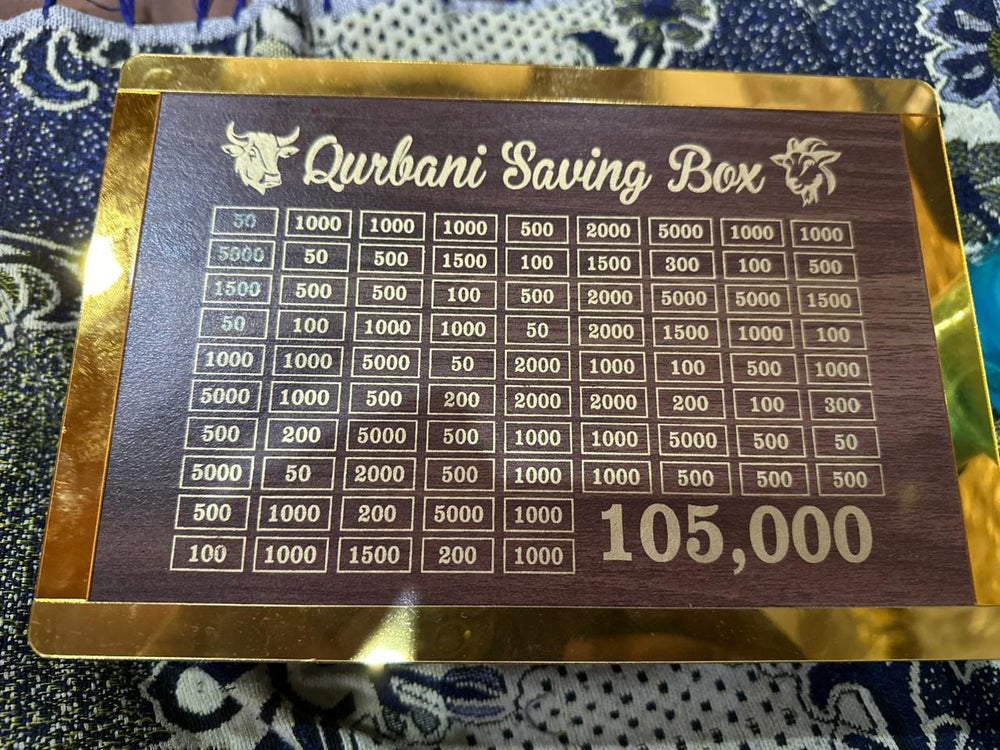 Qurbani Saving Box
50 1000 1000 1000 500 2000 5000 1000 1000
5000 50 500 1500 100 1500 300 100 500
1500 500 500 100 500 2000 5000 5000 1500
50 100 1000 1000 50 2000 1500 1000 100
1000 1000 5000 50 2000 1000 100 500 1000
5000 1000 500 200 2000 2000 200 100 300
500 200 5000 500 1000 1000 5000 500 50
5000 50 2000 500 1000 1000 500 500 500
500 1000 200 5000 1000
100 1000 1500 200 1000
105,000